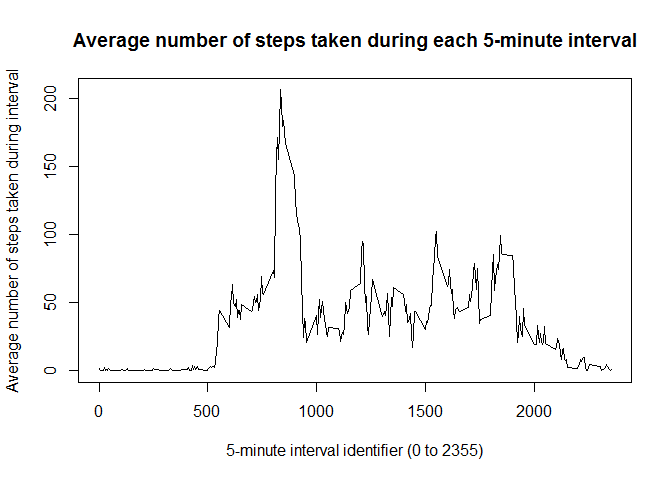 Average number of steps taken during each 5-minute interval
Average number of steps taken during interval
200
150
100
50
0
0 500 1000 1500 2000
5-minute interval identifier (0 to 2355)